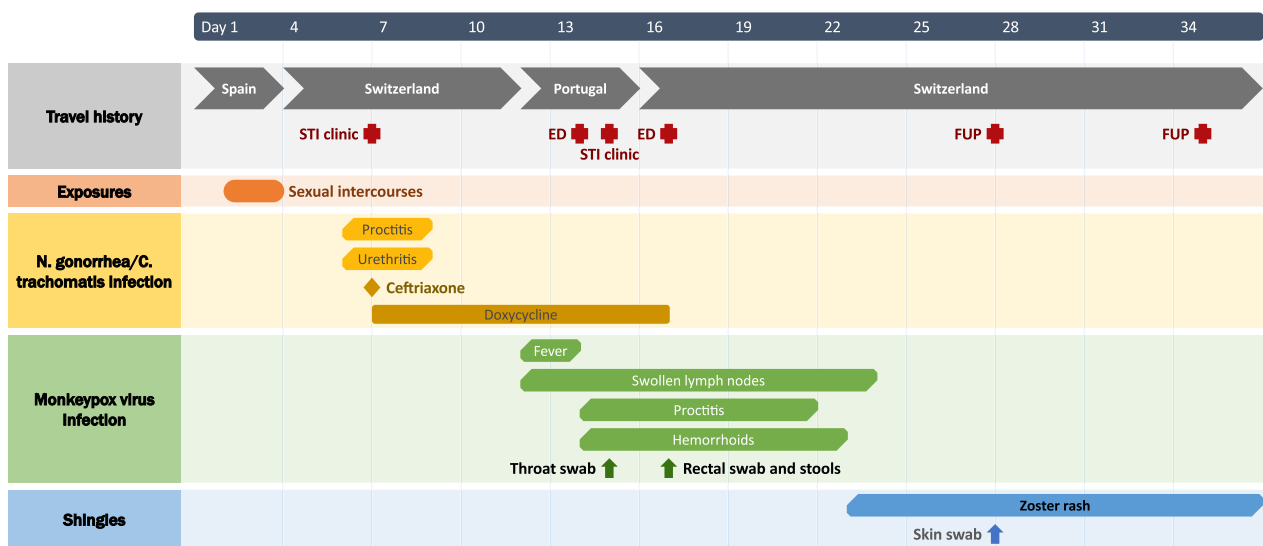 Day 1 4 7 10 13 16 22 25 28 31 34
Travel history
Spain Switzerland Portugal Switzerland
STI clinic ED ED FUP FUP
STI clinic
Exposures
Sexual intercourses
N. gonorrhea/C.
trachomatis infection
Proctitis
Urethritis
Ceftriaxone
Doxycycline
Monkeypox virus
infection
Fever
Swollen lymph nodes
Proctitis
Hemorrhoids
Throat swab Rectal swab and stools
Shingles
Zoster rash
Skin swab